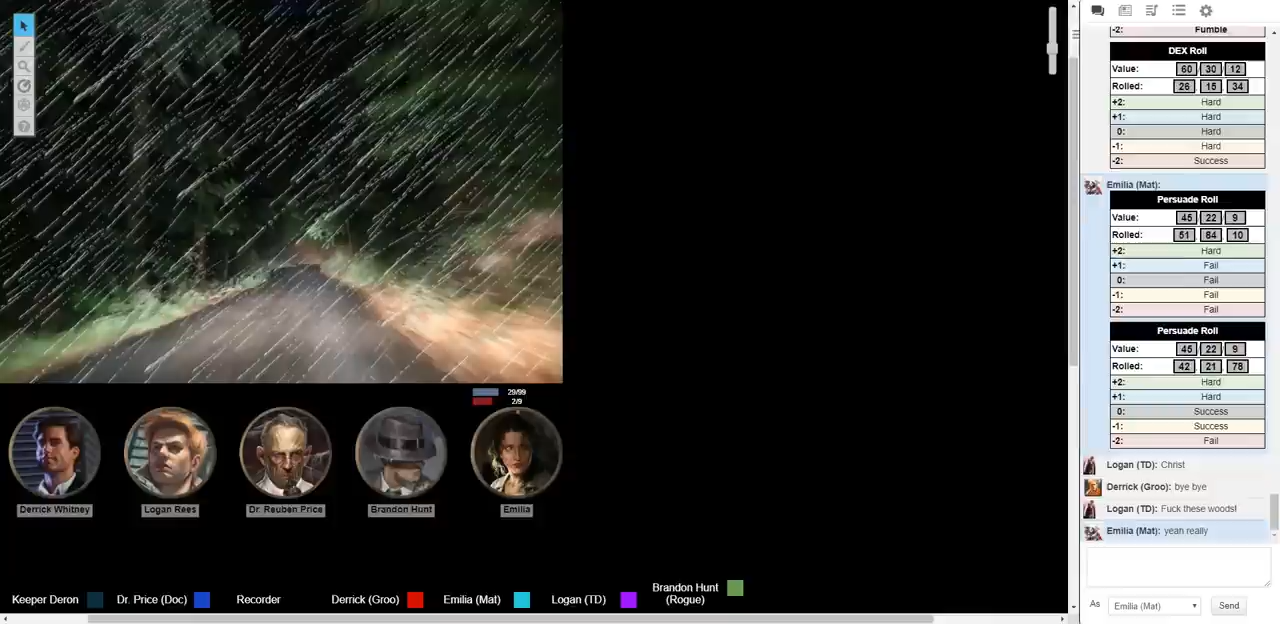 -2: Fumble
DEX Roll
Value: 60 30 12
Rolled: 26 15 34
+2: Hard
+1: Hard
0: Hard
-1: Hard
-2: Success
Emilia (Mat):
Persuade Roll
Value: 45 22 9
Rolled: 51 84 10
+2: Hard
+1: Fail
0: Fail
-1: Fail
-2: Fail
Persuade Roll
Value: 45 22 9
Rolled: 42 21 78
+2: Hard
+1: Hard
0: Success
-1: Success
-2: Fail
Logan (TD): Christ
Derrick (Groo): bye bye
Logan (TD): Fuck these woods!
Emilia (Mat): yeah really
As Emilia (Mat) Send
29/99
2/9
Derrick Whitney Logan Rees Dr. Reuben Price Brandon Hunt Emilia
Keeper Deron Dr. Price (Doc) Recorder Derrick (Groo) Emilia (Mat) Logan (TD) Brandon Hunt
(Rogue)